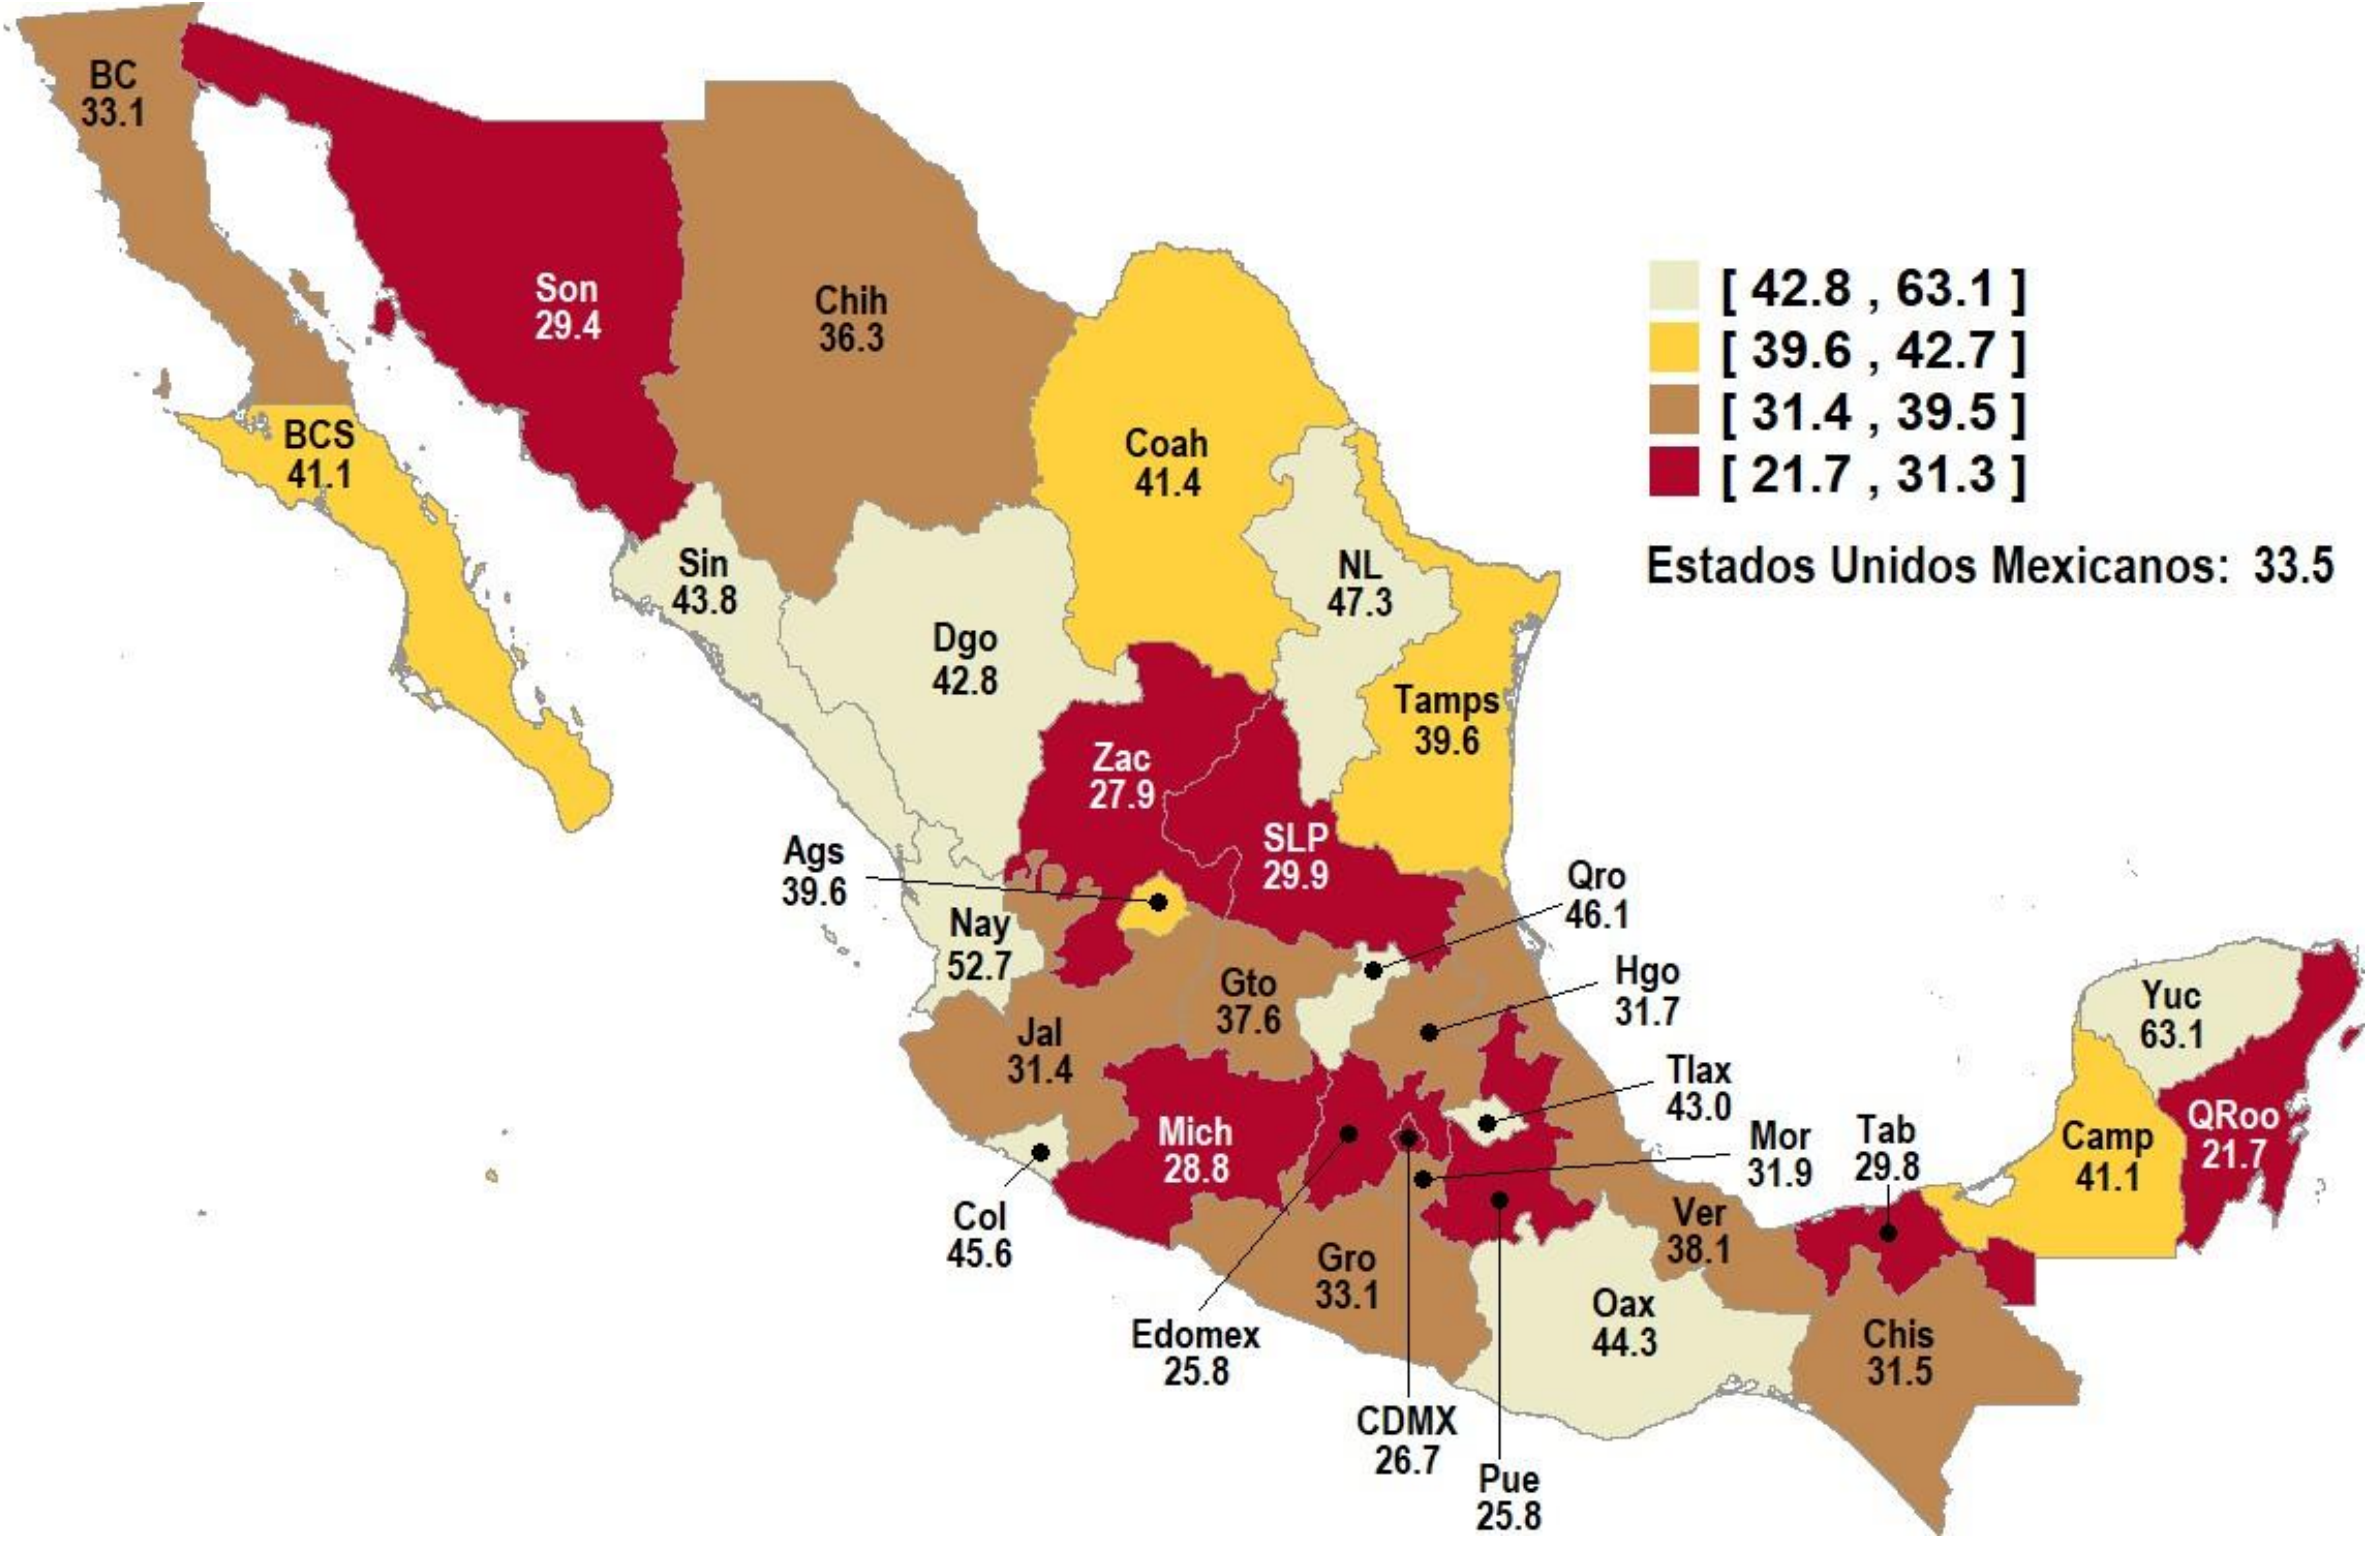 BC
33.1
Son
29.4
Chih
36.3
[ 42.8 , 63.1 ]
[ 39.6 , 42.7 ]
[ 31.4 , 39.5 ]
[ 21.7 , 31.3 ]
Estados Unidos Mexicanos: 33.5
BCS
41.1
Coah
41.4
Sin
43.8
NL
47.3
Dgo
42.8
Tamps
39.6
Zac
27.9
SLP
29.9
Ags
39.6
Qro
46.1
Nay
52.7
Gto
37.6
Hgo
31.7
Yuc
63.1
Jal
31.4
Tlax
43.0
Mich
28.8
Mor
31.9
Tab
29.8
Camp
41.1
QRoo
21.7
Col
45.6
Ver
38.1
Gro
33.1
Edomex
25.8
Oax
44.3
Chis
31.5
CDMX
26.7
Pue
25.8